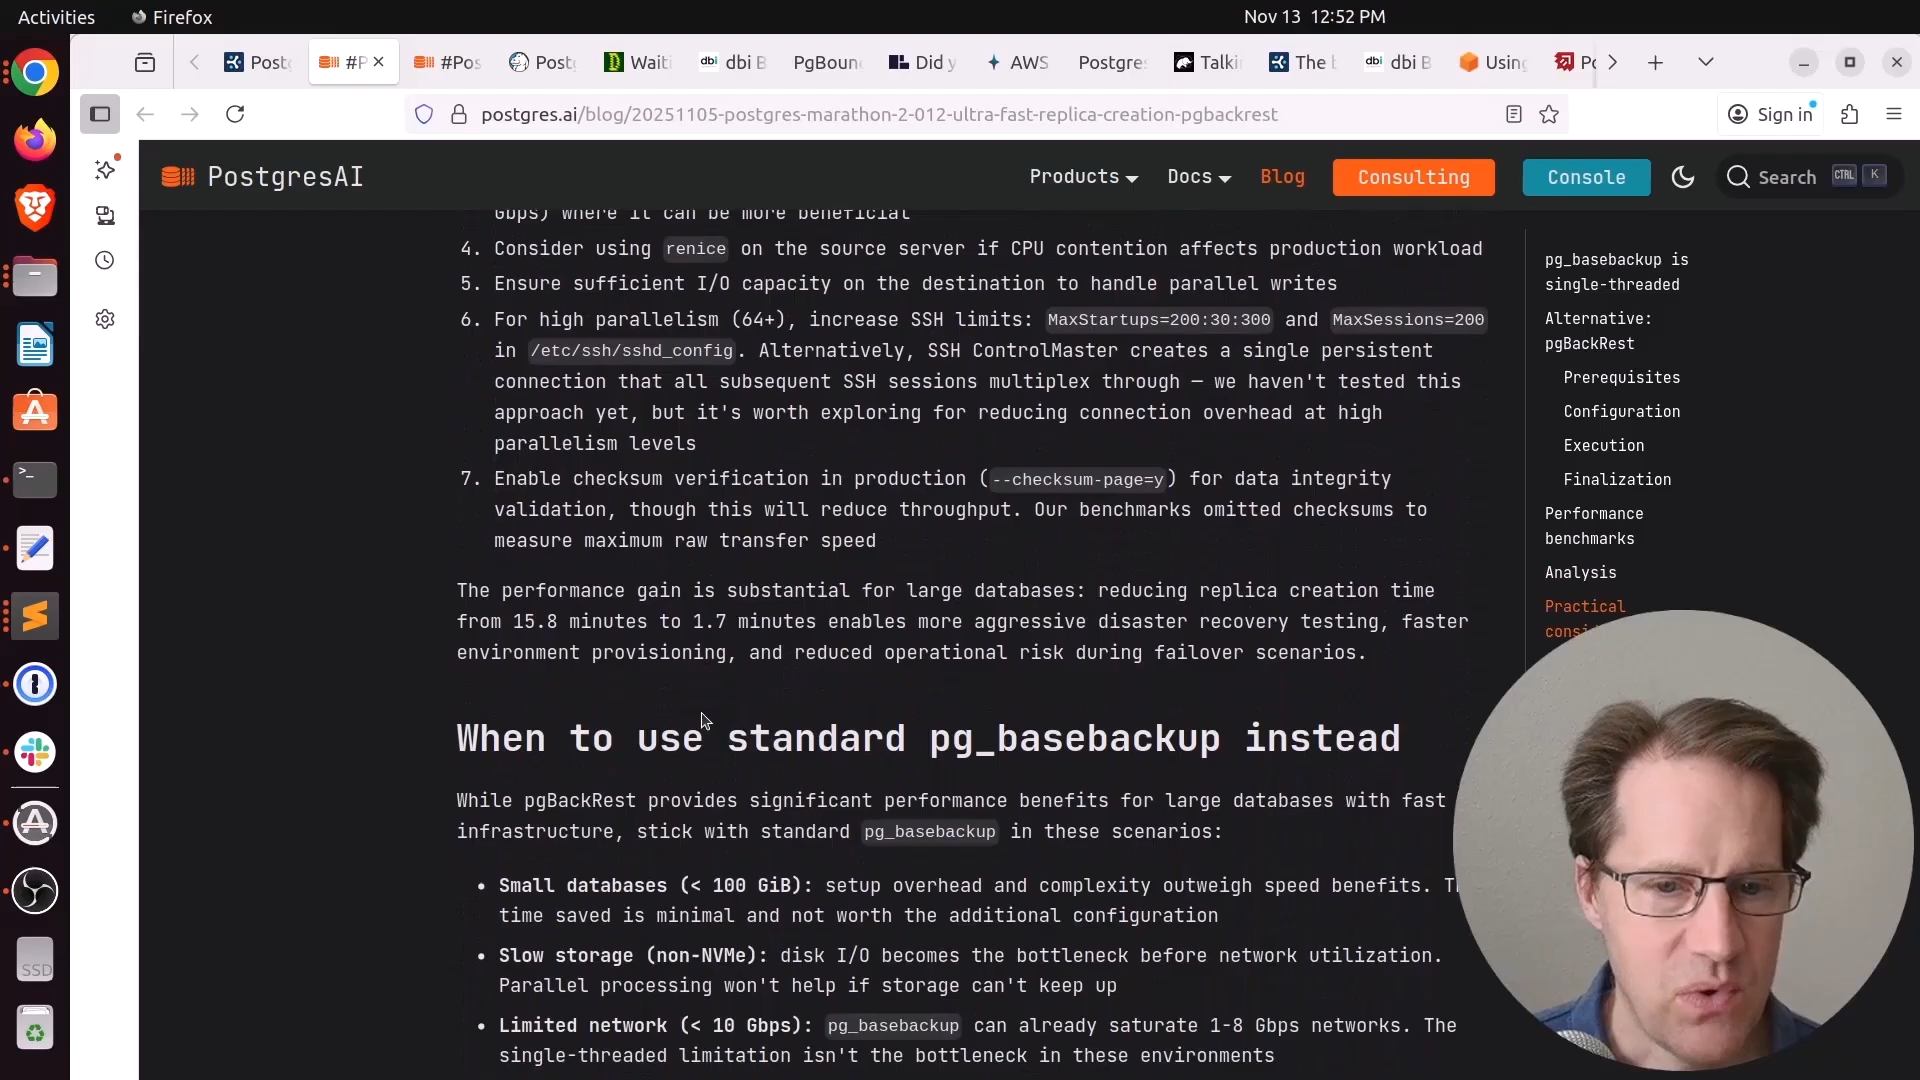 Activities Firefox Nov 13 12:52 PM
Post #P #Pos Post Wait dbi B PgBoun Did y AWS Postgre Talki The b dbi B Using Po
postgres.ai/blog/20251105-postgres-marathon-2-012-ultra-fast-replica-creation-pgbackrest Sign in
PostgresAI Products Docs Blog Consulting Console Search CTRL K
Gbps) where it can be more beneficial
4. Consider using renice on the source server if CPU contention affects production workload
5. Ensure sufficient I/O capacity on the destination to handle parallel writes
6. For high parallelism (64+), increase SSH limits: MaxStartups=200:30:300 and MaxSessions=200
in /etc/ssh/sshd_config. Alternatively, SSH ControlMaster creates a single persistent
connection that all subsequent SSH sessions multiplex through — we haven't tested this
approach yet, but it's worth exploring for reducing connection overhead at high
parallelism levels
7. Enable checksum verification in production (--checksum-page=y) for data integrity
validation, though this will reduce throughput. Our benchmarks omitted checksums to
measure maximum raw transfer speed
The performance gain is substantial for large databases: reducing replica creation time
from 15.8 minutes to 1.7 minutes enables more aggressive disaster recovery testing, faster
environment provisioning, and reduced operational risk during failover scenarios.
When to use standard pg_basebackup instead
While pgBackRest provides significant performance benefits for large databases with fast
infrastructure, stick with standard pg_basebackup in these scenarios:
• Small databases (< 100 GiB): setup overhead and complexity outweigh speed benefits. Th
time saved is minimal and not worth the additional configuration
• Slow storage (non-NVMe): disk I/O becomes the bottleneck before network utilization.
Parallel processing won't help if storage can't keep up
• Limited network (< 10 Gbps): pg_basebackup can already saturate 1-8 Gbps networks. The
single-threaded limitation isn't the bottleneck in these environments
pg_basebackup is
single-threaded
Alternative:
pgBackRest
Prerequisites
Configuration
Execution
Finalization
Performance
benchmarks
Analysis
Practical
consi
SSD